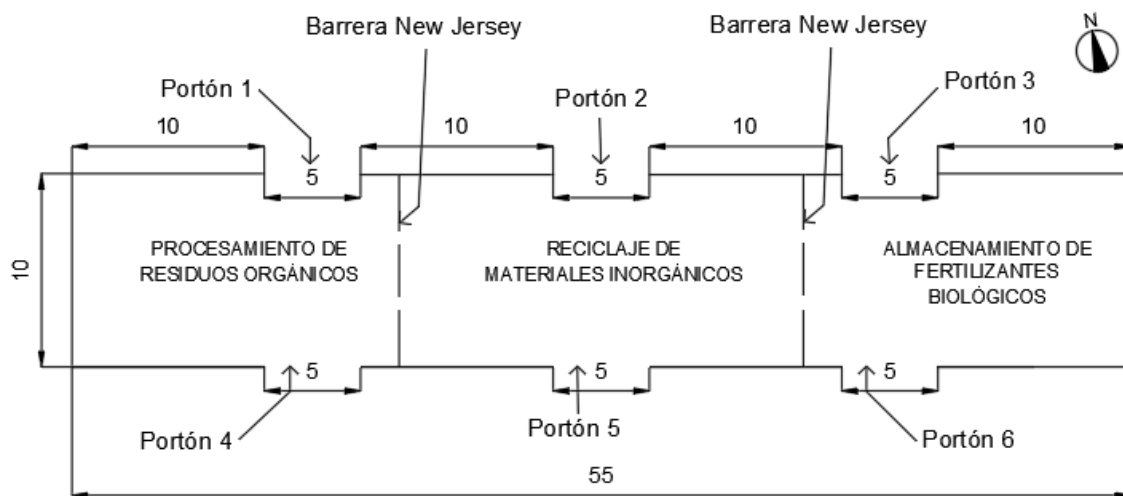 Barrera New Jersey
Barrera New Jersey
N
Portón 1
Portón 2
Portón 3
10
10
10
10
5
5
5
10
PROCESAMIENTO DE
RESIDUOS ORGÁNICOS
RECICLAJE DE
MATERIALES INORGÁNICOS
ALMACENAMIENTO DE
FERTILIZANTES
BIOLÓGICOS
5
5
5
Portón 4
Portón 5
Portón 6
55